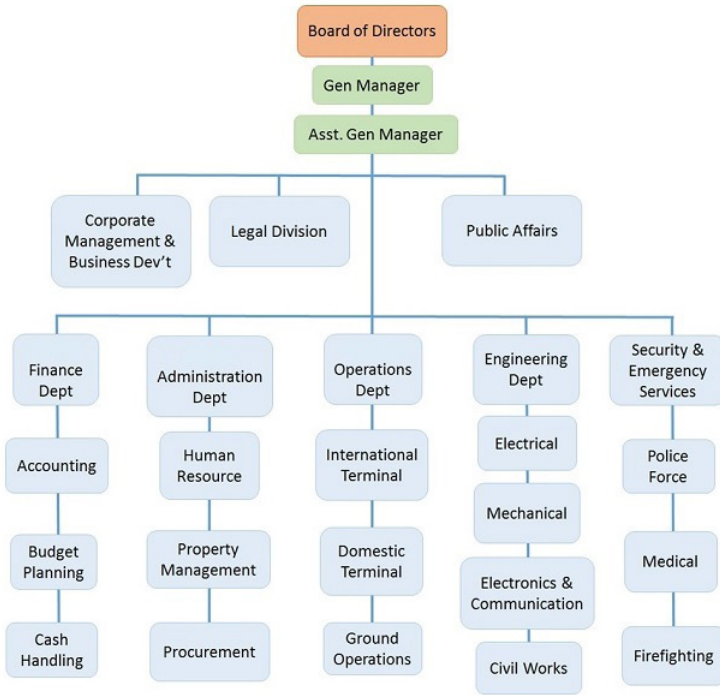 Board of Directors
Gen Manager
Asst. Gen Manager
Corporate
Management &
Business Dev't
Legal Division
Public Affairs
Finance
Dept
Administration
Dept
Operations
Dept
Engineering
Dept
Security &
Emergency
Services
Accounting
Human
Resource
International
Terminal
Electrical
Police
Force
Budget
Planning
Property
Management
Domestic
Terminal
Mechanical
Medical
Cash
Handling
Procurement
Ground
Operations
Electronics &
Communication
Civil Works
Firefighting